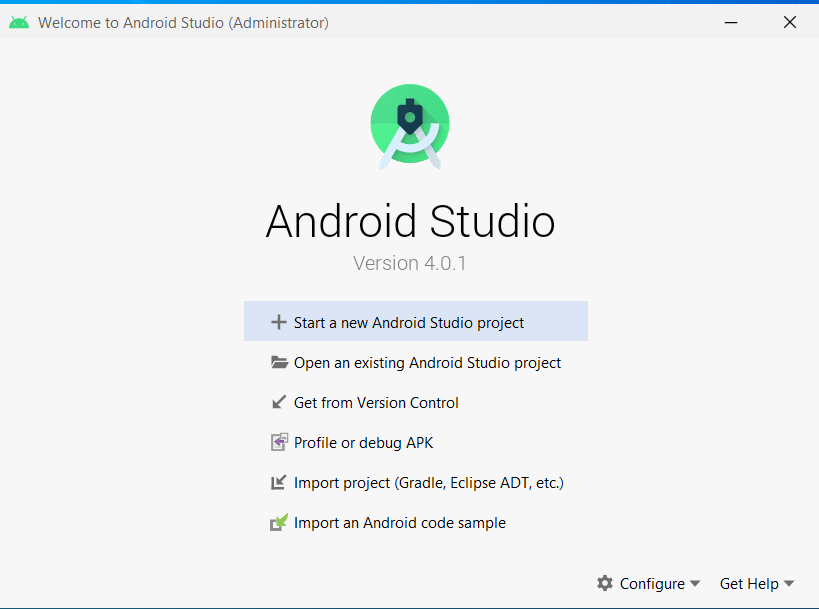 Welcome to Android Studio (Administrator)
Android Studio
Version 4.0.1
Start a new Android Studio project
Open an existing Android Studio project
Get from Version Control
Profile or debug APK
Import project (Gradle, Eclipse ADT, etc.)
Import an Android code sample
Configure Get Help